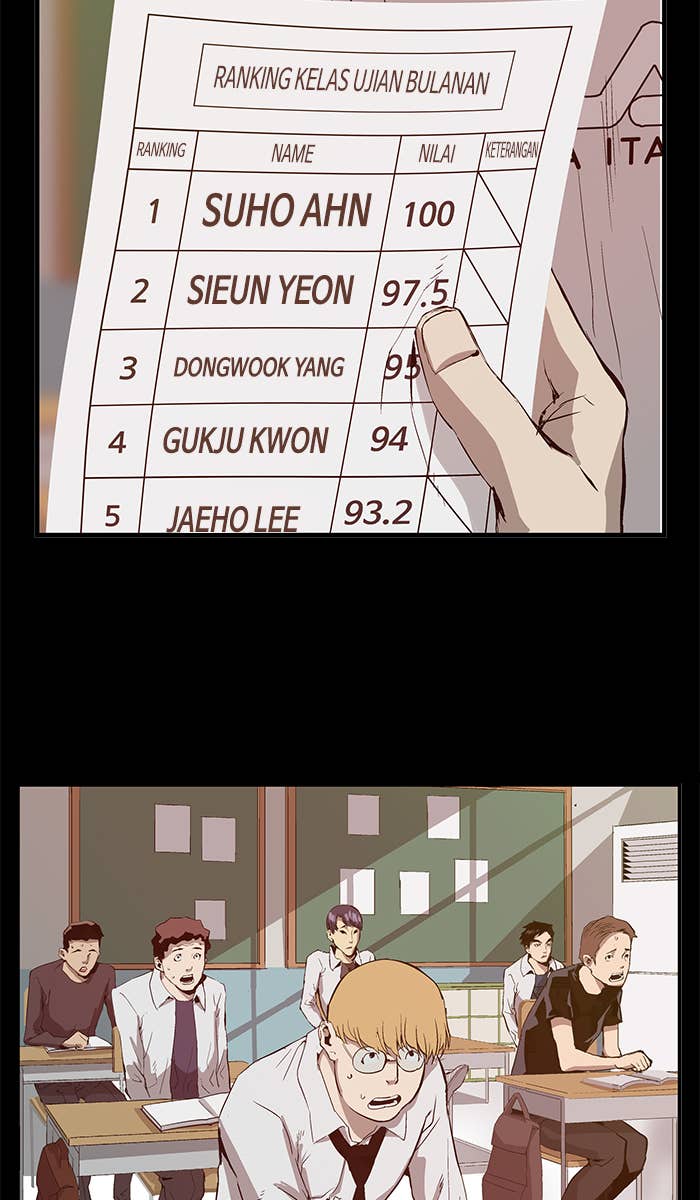 RANKING KELAS UJIAN BULANAN
RANKING NAME NILAI KETERANGAN
1 SUHO AHN 100
2 SIEUN YEON 97.5
3 DONGWOOK YANG 95
4 GUKJU KWON 94
5 JAEHO LEE 93.2
ITA